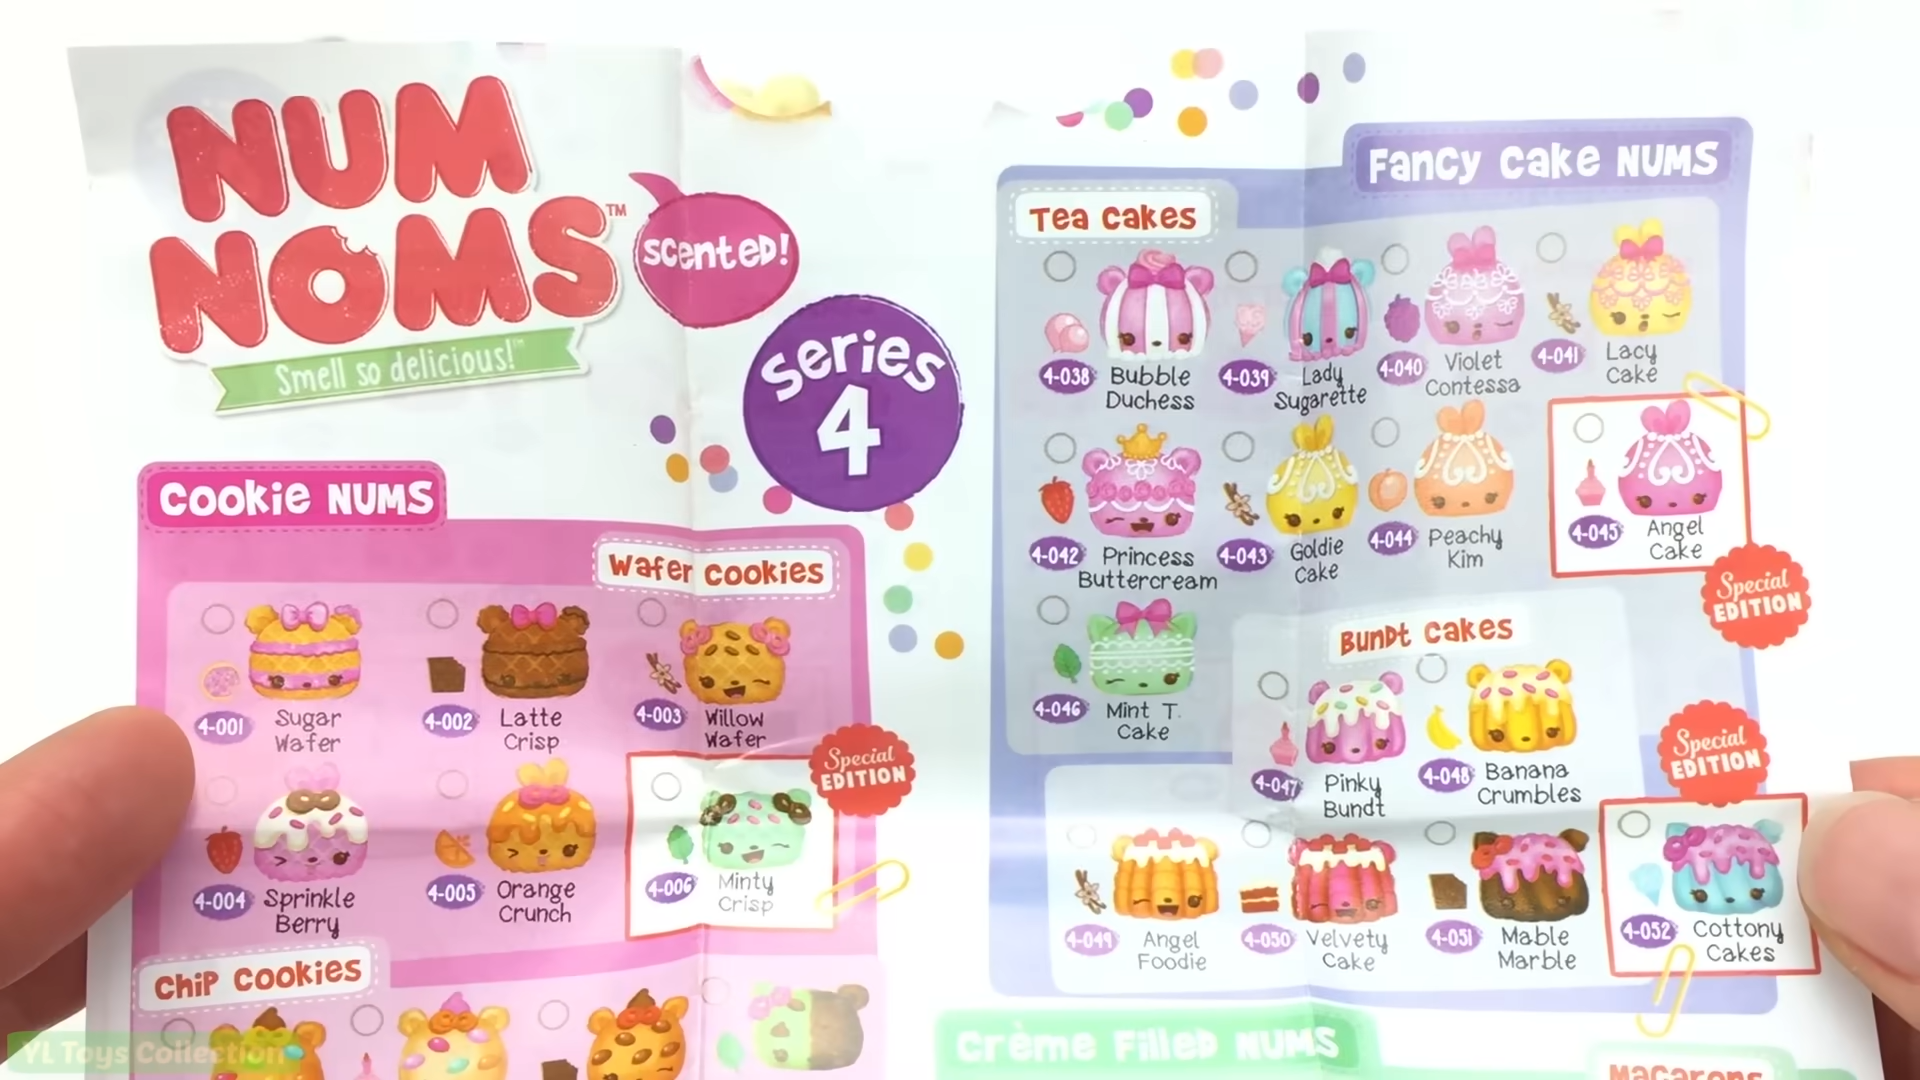 NUM
NOMS™
Smell so delicious!™
scented!
Series
4
Cookie NUMS
Wafer Cookies
4-001 Sugar
Wafer
4-002 Latte
Crisp
4-003 Willow
Wafer
4-004 Sprinkle
Berry
4-005 Orange
Crunch
4-006 Minty
Crisp
Special
EDITION
Chip Cookies
Fancy Cake NUMS
Tea Cakes
4-038 Bubble
Duchess
4-039 Lady
Sugarette
4-040 Violet
Contessa
4-041 Lacy
Cake
4-042 Princess
Buttercream
4-043 Goldie
Cake
4-044 Peachy
Kim
4-045 Angel
Cake
Special
EDITION
4-046 Mint T.
Cake
Bundt Cakes
4-047 Pinky
Bundt
4-048 Banana
Crumbles
Special
EDITION
4-049 Angel
Foodie
4-050 Velvety
Cake
4-051 Mable
Marble
4-052 Cottony
Cakes
Crème Filled NUMS
Macarons
YL Toys Collection